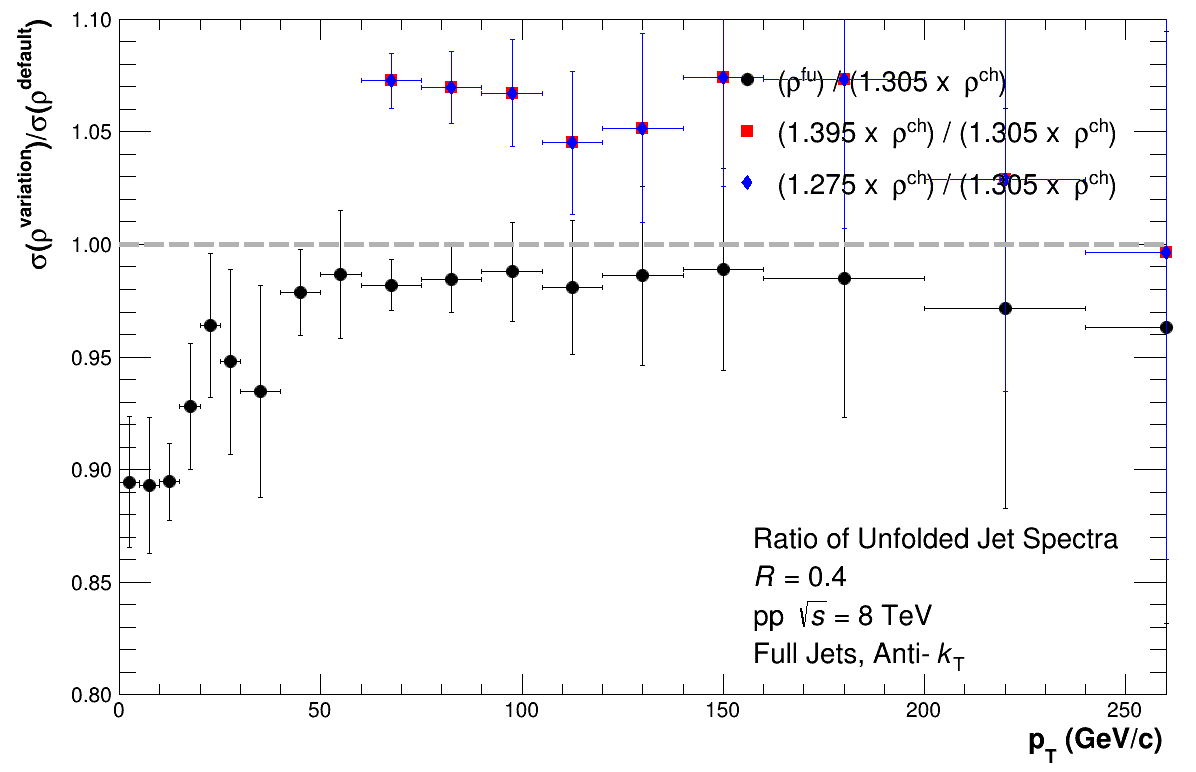 1.10
1.05
1.00
0.95
0.90
0.85
0.80
σ(ρ^variation)/σ(ρ^default)
(ρ^fu) / (1.305 x ρ^ch)
(1.395 x ρ^ch) / (1.305 x ρ^ch)
(1.275 x ρ^ch) / (1.305 x ρ^ch)
Ratio of Unfolded Jet Spectra
R = 0.4
pp √s = 8 TeV
Full Jets, Anti- k_T
0 50 100 150 200 250
p_T (GeV/c)